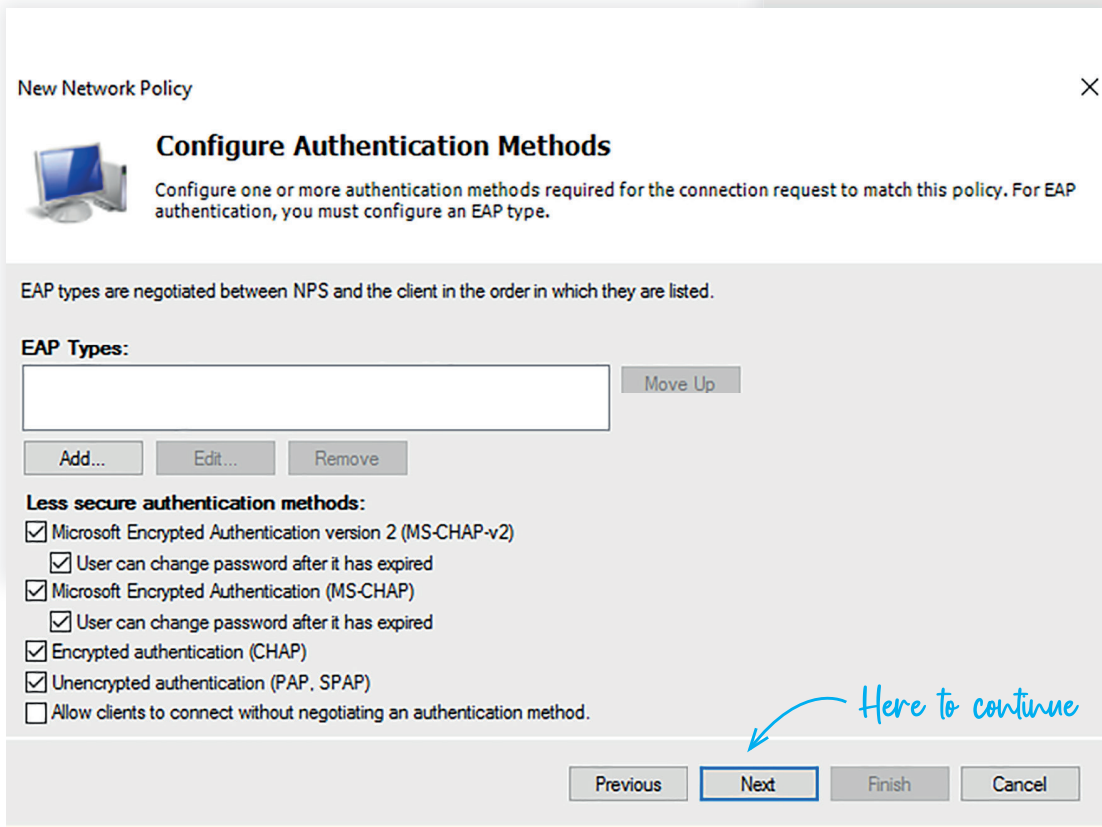 New Network Policy
Configure Authentication Methods
Configure one or more authentication methods required for the connection request to match this policy. For EAP
authentication, you must configure an EAP type.
EAP types are negotiated between NPS and the client in the order in which they are listed.
EAP Types:
Move Up
Add...
Edit...
Remove
Less secure authentication methods:
Microsoft Encrypted Authentication version 2 (MS-CHAP-v2)
User can change password after it has expired
Microsoft Encrypted Authentication (MS-CHAP)
User can change password after it has expired
Encrypted authentication (CHAP)
Unencrypted authentication (PAP, SPAP)
Allow clients to connect without negotiating an authentication method.
Here to continue
Previous
Next
Finish
Cancel